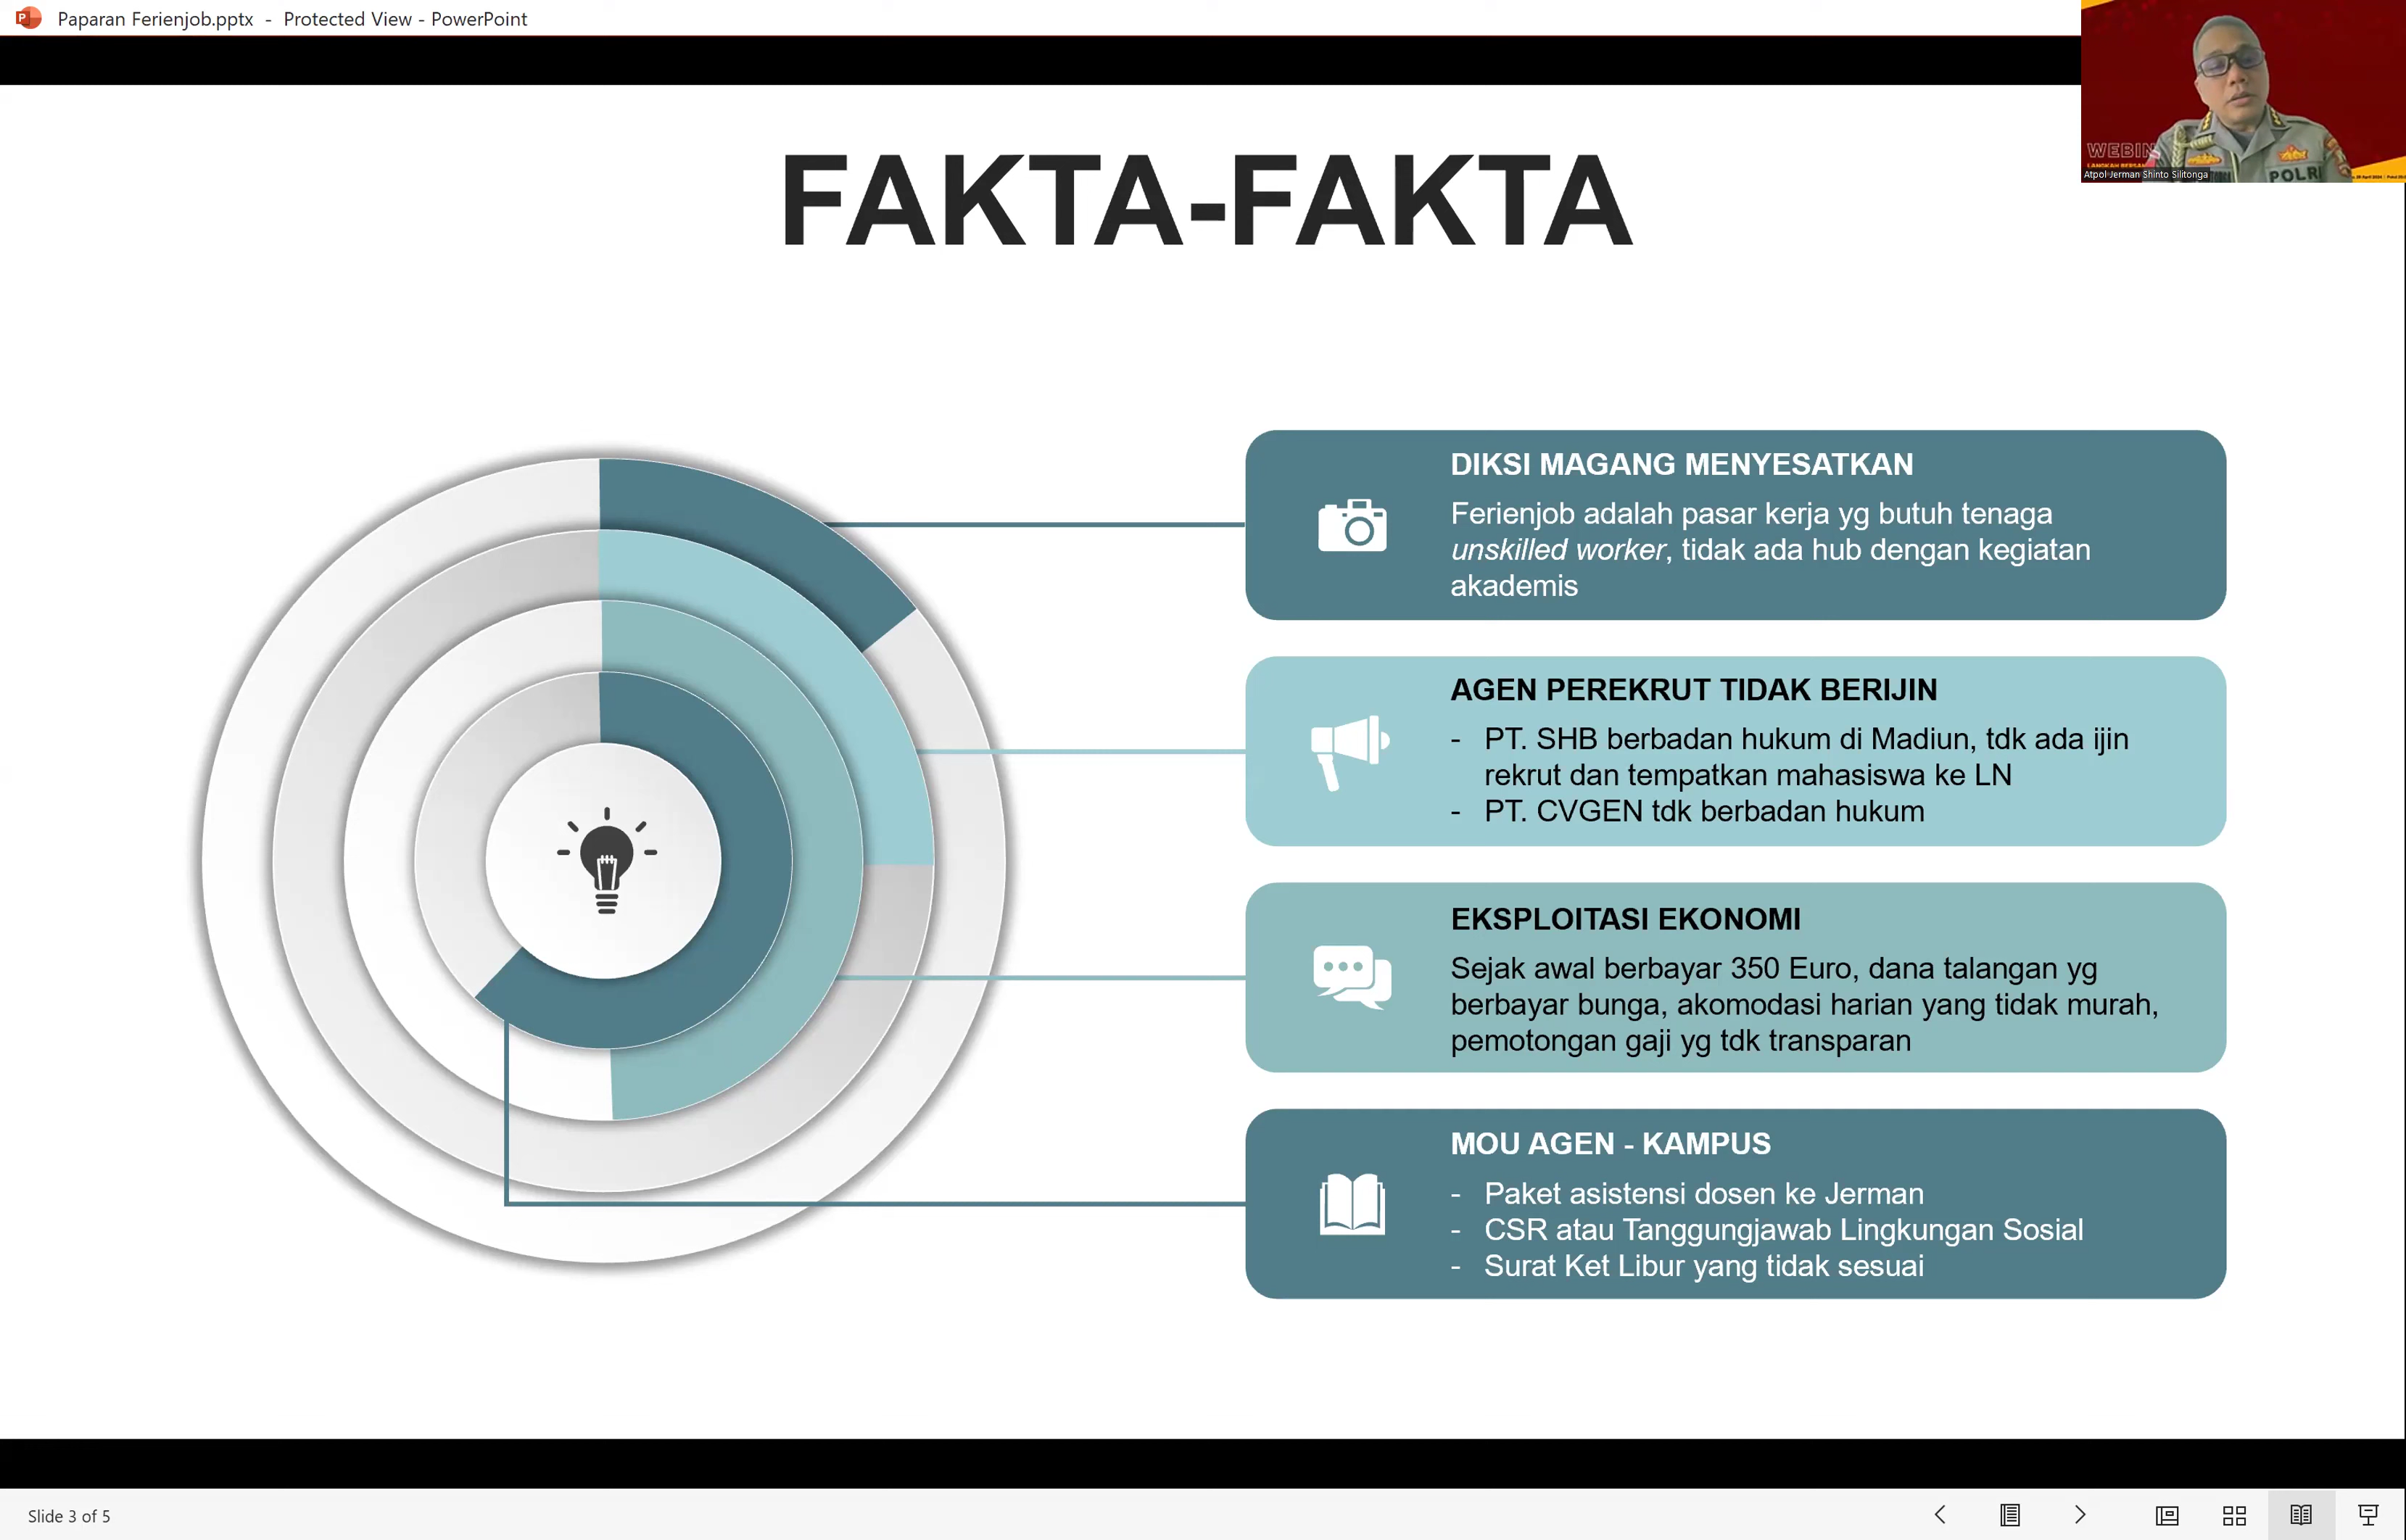 Paparan Ferienjob.pptx - Protected View - PowerPoint
WEBIN
Atpol Jerman Shinto Silitonga
POLRI
FAKTA-FAKTA
DIKSI MAGANG MENYESATKAN
Ferienjob adalah pasar kerja yg butuh tenaga
unskilled worker, tidak ada hub dengan kegiatan
akademis
AGEN PEREKRUT TIDAK BERIJIN
- PT. SHB berbadan hukum di Madiun, tdk ada ijin
rekrut dan tempatkan mahasiswa ke LN
- PT. CVGEN tdk berbadan hukum
EKSPLOITASI EKONOMI
Sejak awal berbayar 350 Euro, dana talangan yg
berbayar bunga, akomodasi harian yang tidak murah,
pemotongan gaji yg tdk transparan
MOU AGEN - KAMPUS
- Paket asistensi dosen ke Jerman
- CSR atau Tanggungjawab Lingkungan Sosial
- Surat Ket Libur yang tidak sesuai
Slide 3 of 5